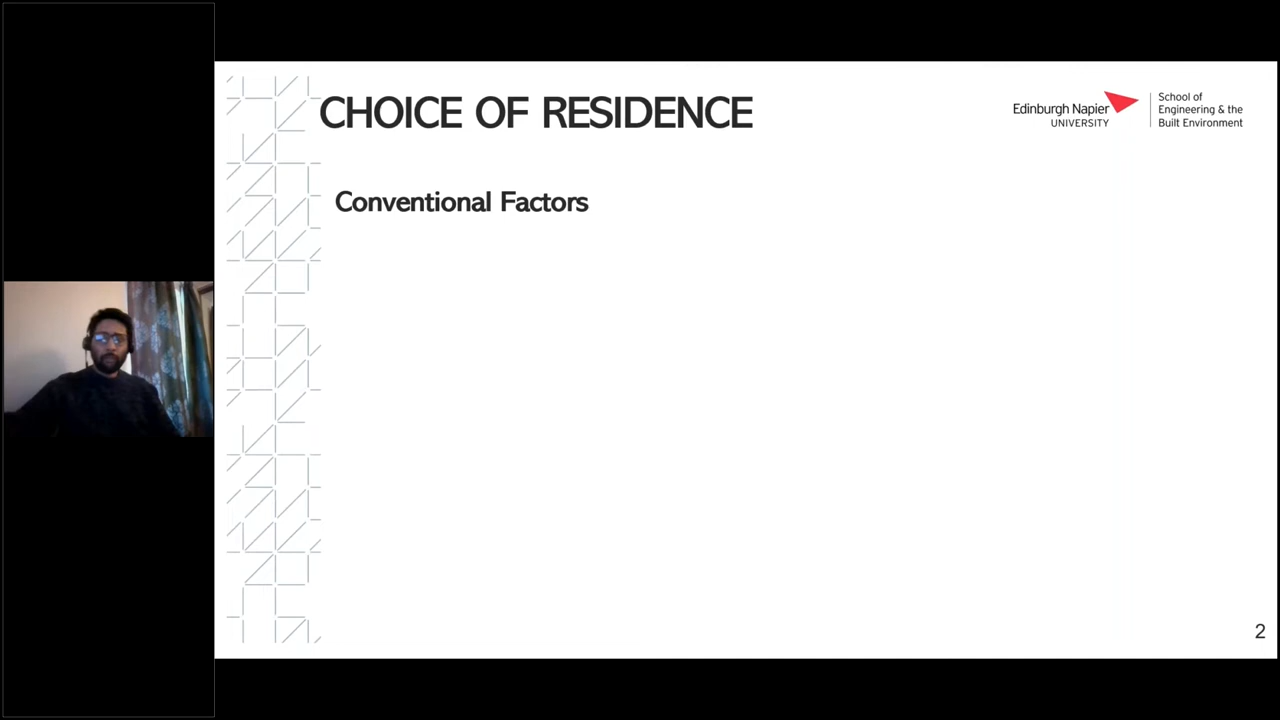 CHOICE OF RESIDENCE
Edinburgh Napier
UNIVERSITY
School of
Engineering & the
Built Environment
Conventional Factors
2